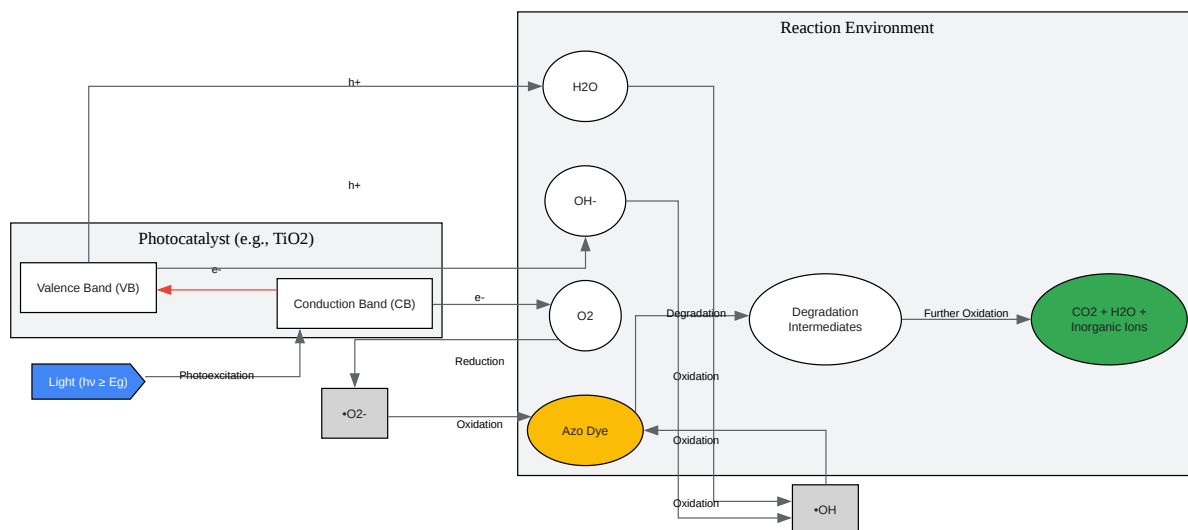 Reaction Environment
h+
H2O
h+
OH-
Photocatalyst (e.g., TiO2)
e-
Valence Band (VB)
Conduction Band (CB)
e-
O2
Degradation
Degradation
Intermediates
Further Oxidation
CO2 + H2O +
Inorganic Ions
Reduction
Light (hν ≥ Eg)
Photoexcitation
Oxidation
•O2-
Oxidation
Azo Dye
Oxidation
Oxidation
•OH